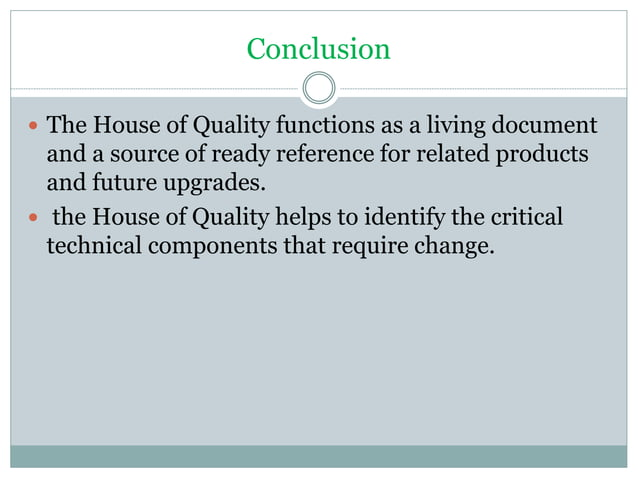 Conclusion
The House of Quality functions as a living document
and a source of ready reference for related products
and future upgrades.
the House of Quality helps to identify the critical
technical components that require change.